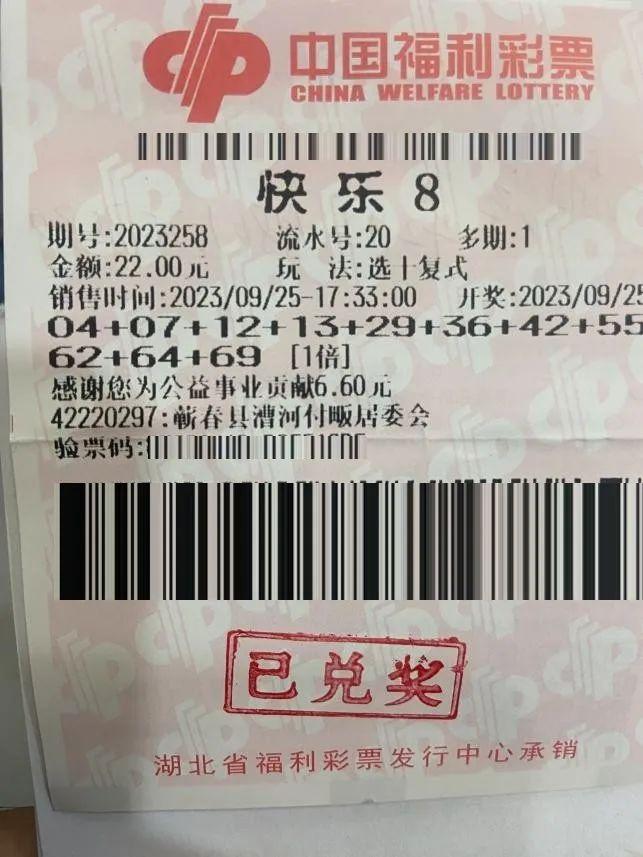 中国福利彩票
CHINA WELFARE LOTTERY
快乐8
期号:2023258 流水号:20 多期:1
金额:22.00元 玩 法:选十复式
销售时间:2023/09/25-17:33:00 开奖:2023/09/25
04+07+12+13+29+36+42+55
62+64+69 [1倍]
感谢您为公益事业贡献6.60元
42220297:蕲春县漕河付畈居委会
验票码:
已兑奖
湖北省福利彩票发行中心承销